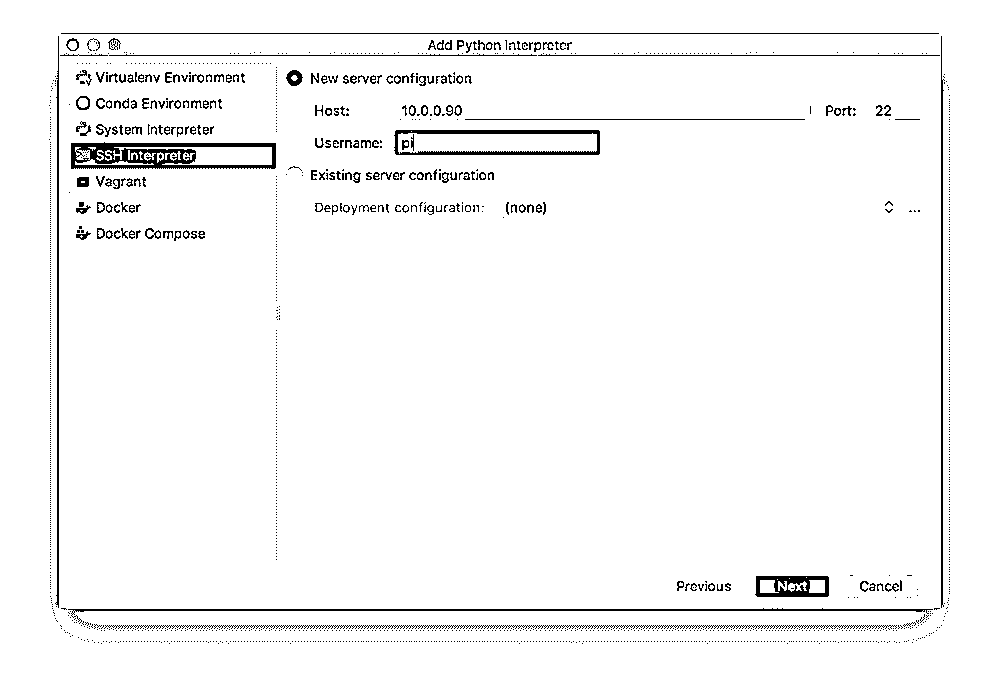 Add Python Interpreter
Virtualenv Environment
Conda Environment
System Interpreter
SSH Interpreter
Vagrant
Docker
Docker Compose
New server configuration
Host: 10.0.0.90 Port: 22
Username: pi
Existing server configuration
Deployment configuration: (none) ...
Previous Next Cancel